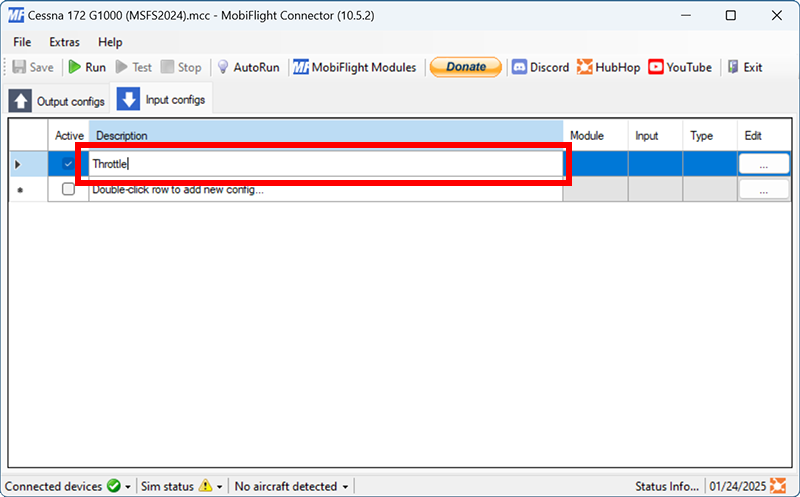 Cessna 172 G1000 (MSFS2024).mcc - MobiFlight Connector (10.5.2)
File Extras Help
Save Run Test Stop AutoRun MobiFlight Modules Donate Discord HubHop YouTube Exit
Output configs Input configs
Active Description Module Input Type Edit
Throttle ...
Double-click row to add new config... ...
Connected devices Sim status No aircraft detected Status Info... 01/24/2025